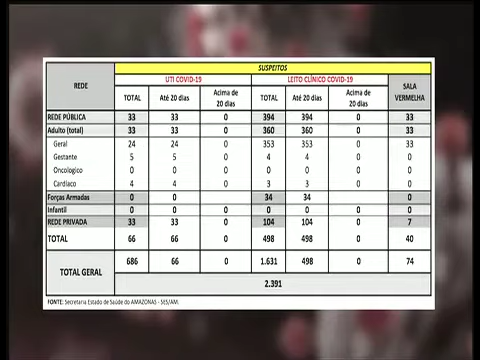 REDE SUSPEITOS SALA VERMELHA
UTI COVID-19 LEITO CLÍNICO COVID-19
TOTAL Até 20 dias Acima de 20 dias TOTAL Até 20 dias Acima de 20 dias
REDE PÚBLICA 33 33 0 394 394 0 33
Adulto (total) 33 33 0 360 360 0 33
Geral 24 24 0 353 353 0 33
Gestante 5 5 0 4 4 0 0
Oncologico 0 0 0 0 0 0 0
Cardíaco 4 4 0 3 3 0 0
Forças Armadas 0 0 34 34 0
Infantil 0 0 0 0 0 0 0
REDE PRIVADA 33 33 0 104 104 0 7
TOTAL 66 66 0 498 498 0 40
TOTAL GERAL 686 66 0 1.631 498 0 74
2.391
FONTE: Secretaria Estado de Saúde do AMAZONAS - SES/AM.